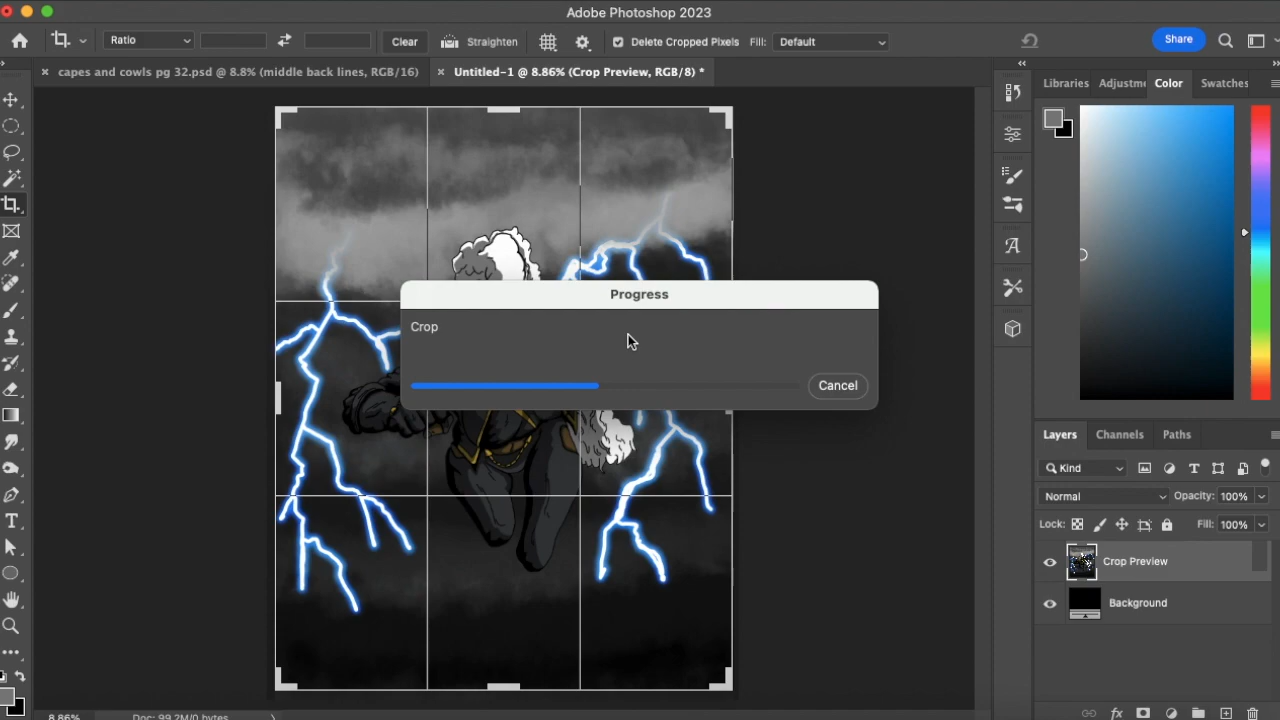 Adobe Photoshop 2023
Ratio Clear Straighten Delete Cropped Pixels Fill: Default Share
capes and cowls pg 32.psd @ 8.8% (middle back lines, RGB/16) Untitled-1 @ 8.86% (Crop Preview, RGB/8) *
Libraries Adjustme Color Swatches
Progress
Crop
Cancel
Layers Channels Paths
Kind
Normal Opacity: 100%
Lock: Fill: 100%
Crop Preview
Background
8.86% Doc: 99.2M/0 bytes